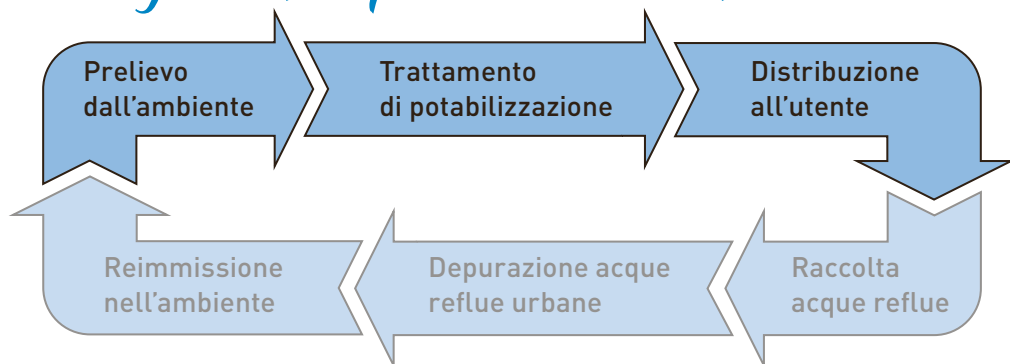 Prelievo
dall’ambiente
Trattamento
di potabilizzazione
Distribuzione
all’utente
Raccolta
acque reflue
Depurazione acque
reflue urbane
Reimmissione
nell’ambiente